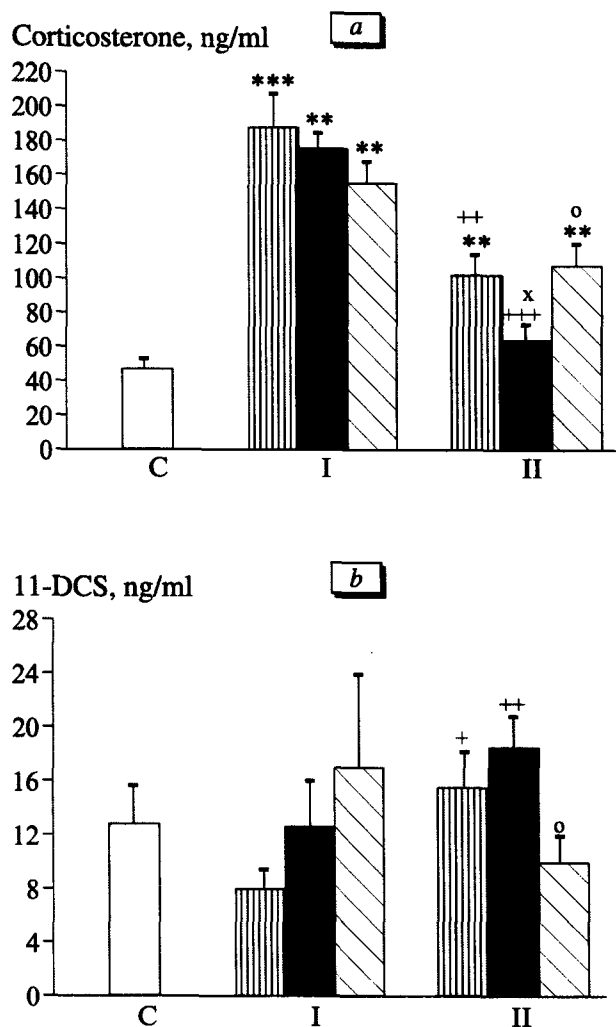 Corticosterone, ng/ml
a
220
200
180
160
140
120
100
80
60
40
20
0
***
**
**
++
**
x
+++
o
**
C
I
II
11-DCS, ng/ml
b
28
24
20
16
12
8
4
0
+
++
o
C
I
II